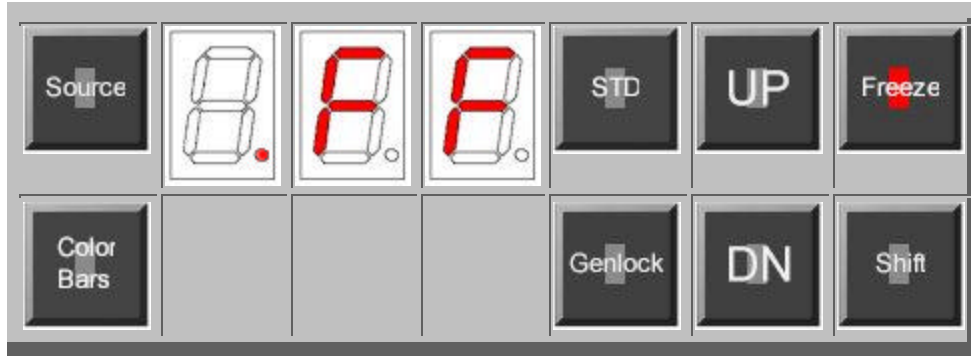 Source
.FF
STD
UP
Freeze
Color
Bars
Genlock
DN
Shift